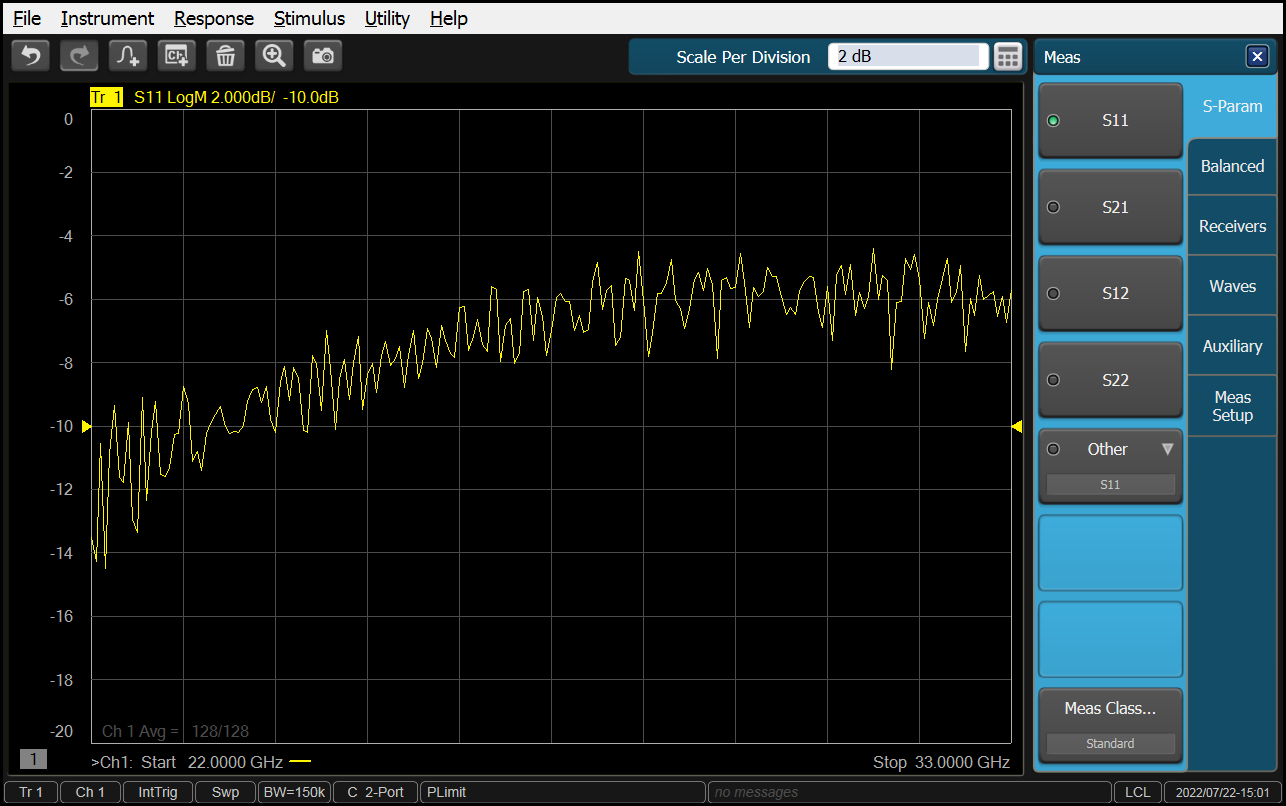 File Instrument Response Stimulus Utility Help
Ch
Scale Per Division 2 dB
Meas
Tr 1 S11 LogM 2.000dB/ -10.0dB
0
-2
-4
-6
-8
-10
-12
-14
-16
-18
-20
Ch 1 Avg = 128/128
1
>Ch1: Start 22.0000 GHz
Stop 33.0000 GHz
S11
S21
S12
S22
Other
S11
Meas Class...
Standard
S-Param
Balanced
Receivers
Waves
Auxiliary
Meas
Setup
Tr 1 Ch 1 IntTrig Swp BW=150k C 2-Port PLimit no messages LCL 2022/07/22-15:01